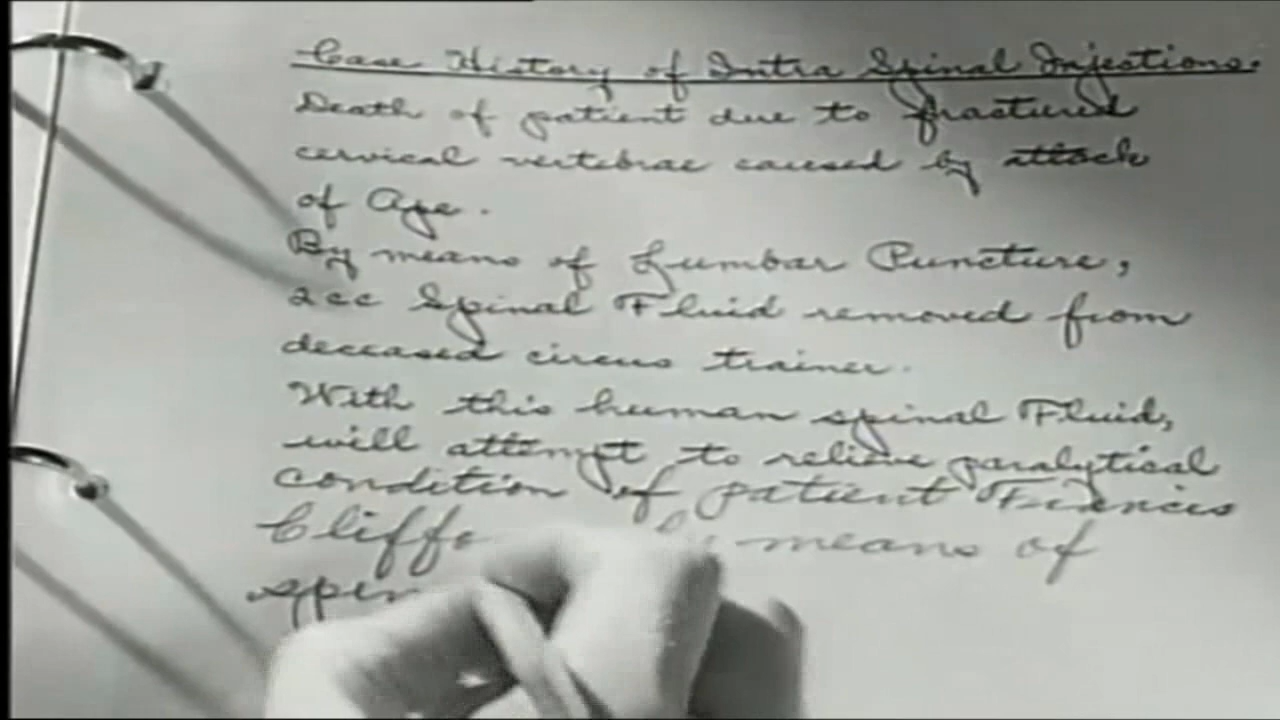 Case History of Intra Spinal Injections.
Death of patient due to fractured
cervical vertebrae caused by attack
of Ape.
By means of Lumbar Puncture,
2cc Spinal Fluid removed from
deceased circus trainer.
With this human spinal Fluid,
will attempt to relieve paralytical
condition of patient Francis
means of